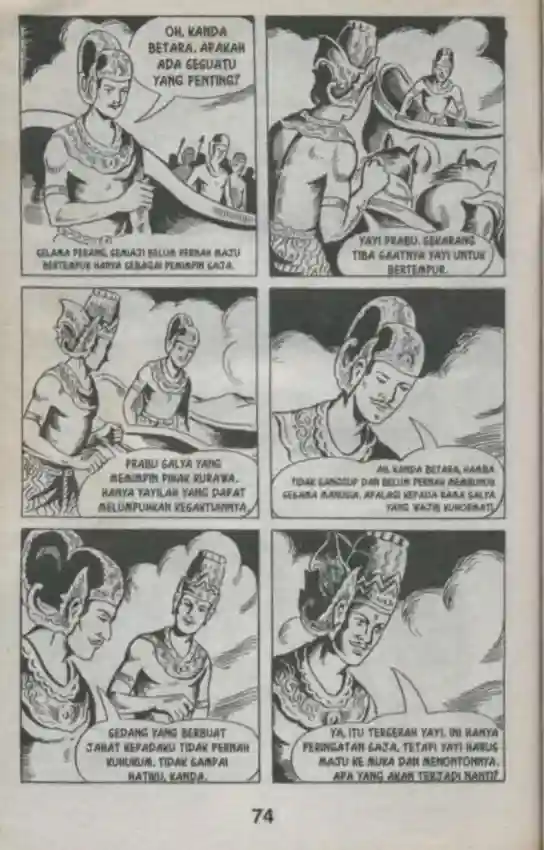 OH, KANDA
BETARA. APAKAH
ADA SESUATU
YANG PENTING?
SELAMA PERANG, SEMIAJI BELUM PERNAH MAJU
BERTEMPUR HANYA SEBAGAI PEMIMPIN SAJA.
YAYI PRABU. SEKARANG
TIBA SAATNYA YAYI UNTUK
BERTEMPUR.
PRABU SALYA YANG
MEMIMPIN PIHAK KURAWA.
HANYA YAYILAH YANG DAPAT
MELUMPUHKAN KESAKTIANNYA
AH, KANDA BETARA, HAMBA
TIDAK SANGGUP DAN BELUM PERNAH MEMBUNUH
SESAMA MANUSIA, APALAGI KEPADA RAMA SALYA
YANG WAJIB KUHORMATI.
SEDANG YANG BERBUAT
JAHAT KEPADAKU TIDAK PERNAH
KUHUKUM. TIDAK SAMPAI
HATIKU, KANDA.
YA, ITU TERSERAH YAYI. INI HANYA
PERINGATAN SAJA. TETAPI YAYI HARUS
MAJU KE MUKA DAN MENONTONNYA.
APA YANG AKAN TERJADI NANTI?
74